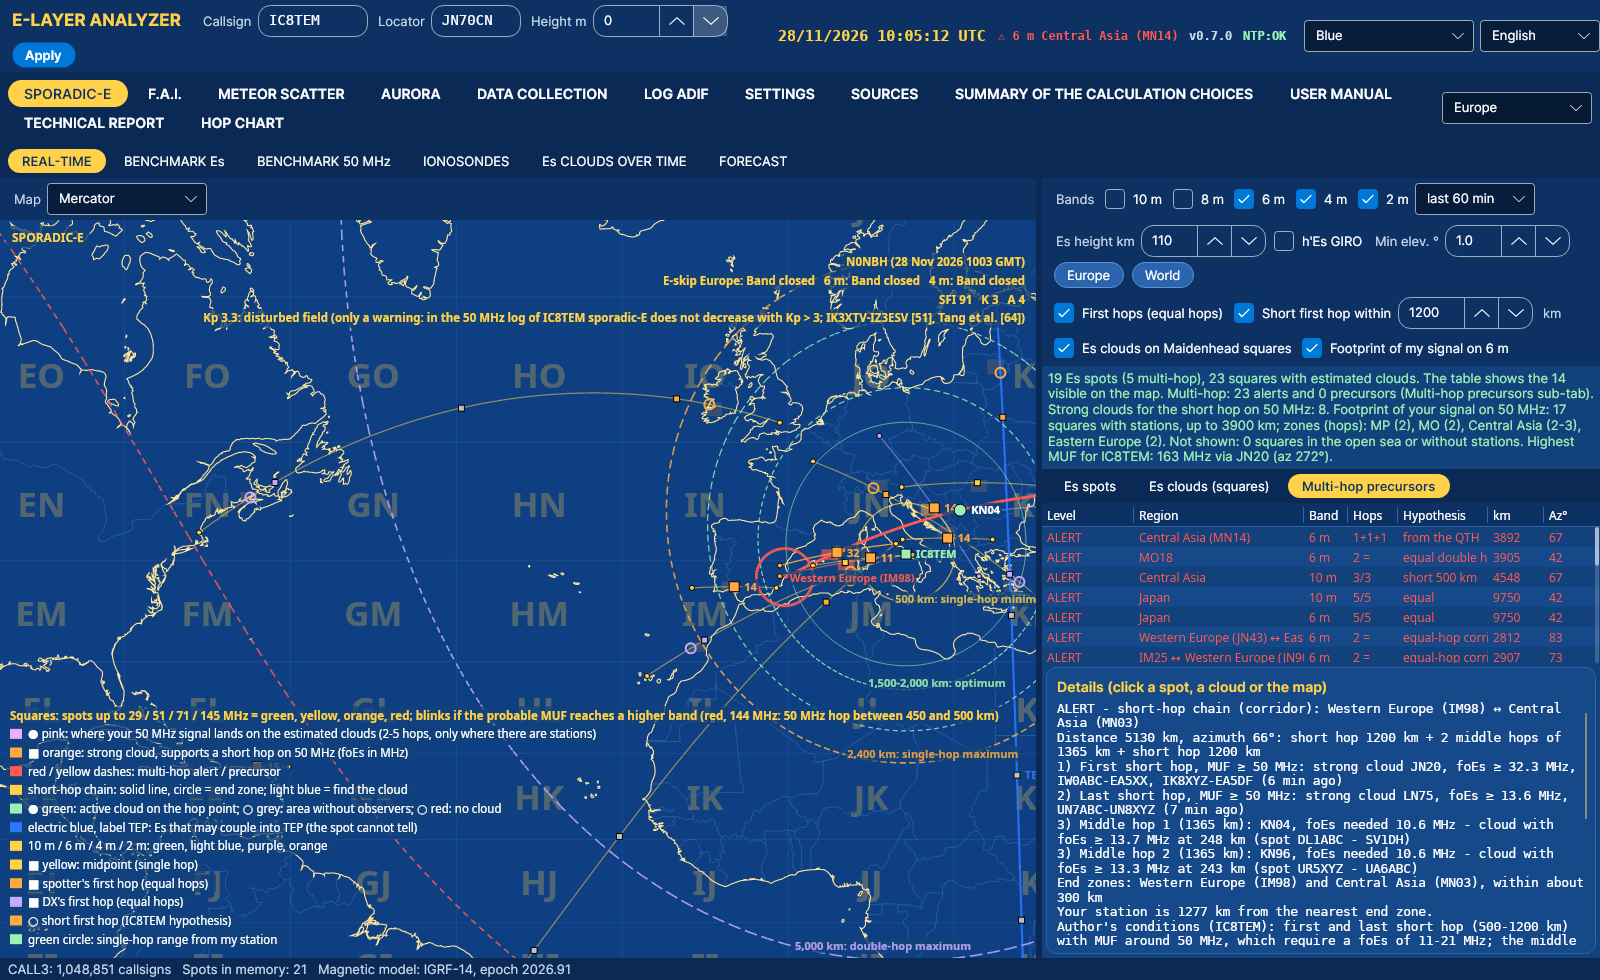 E-LAYER ANALYZER
Callsign IC8TEM Locator JN70CN Height m 0
28/11/2026 10:05:12 UTC ⚠ 6 m Central Asia (MN14) v0.7.0 NTP:OK Blue English
Apply
SPORADIC-E F.A.I. METEOR SCATTER AURORA DATA COLLECTION LOG ADIF SETTINGS SOURCES SUMMARY OF THE CALCULATION CHOICES USER MANUAL
TECHNICAL REPORT HOP CHART
Europe
REAL-TIME BENCHMARK Es BENCHMARK 50 MHz IONOSONDES Es CLOUDS OVER TIME FORECAST
Map Mercator
SPORADIC-E
N0NBH (28 Nov 2026 1003 GMT)
E-skip Europe: Band closed 6 m: Band closed 4 m: Band closed
SFI 91 K 3 A 4
Kp 3.3: disturbed field (only a warning: in the 50 MHz log of IC8TEM sporadic-E does not decrease with Kp > 3; IK3XTV-IZ3ESV [51], Tang et al. [64])
EO FO GO HO IO
EN FN GN HN IN JN
KN04
14
32 11 IC8TEM
Western Europe (IM98)
14
500 km: single-hop minim
EM FM GM HM IM JM
1,500-2,000 km: optimum
Squares: spots up to 29 / 51 / 71 / 145 MHz = green, yellow, orange, red; blinks if the probable MUF reaches a higher band (red, 144 MHz: 50 MHz hop between 450 and 500 km)
pink: where your 50 MHz signal lands on the estimated clouds (2-5 hops, only where there are stations)
orange: strong cloud, supports a short hop on 50 MHz (foEs in MHz)
2,400 km: single-hop maximum
red / yellow dashes: multi-hop alert / precursor
TE
short-hop chain: solid line, circle = end zone; light blue = find the cloud
HK IK JK
green: active cloud on the hop point; ○ grey: area without observers; ○ red: no cloud
electric blue, label TEP: Es that may couple into TEP (the spot cannot tell)
10 m / 6 m / 4 m / 2 m: green, light blue, purple, orange
yellow: midpoint (single hop)
spotter's first hop (equal hops)
GJ HJ IJ JJ
DX's first hop (equal hops)
short first hop (IC8TEM hypothesis)
green circle: single-hop range from my station
5,000 km: double-hop maximum
Bands 10 m 8 m 6 m 4 m 2 m last 60 min
Es height km 110 h'Es GIRO Min elev. ° 1.0
Europe World
First hops (equal hops) Short first hop within 1200 km
Es clouds on Maidenhead squares Footprint of my signal on 6 m
19 Es spots (5 multi-hop), 23 squares with estimated clouds. The table shows the 14
visible on the map. Multi-hop: 23 alerts and 0 precursors (Multi-hop precursors sub-tab).
Strong clouds for the short hop on 50 MHz: 8. Footprint of your signal on 50 MHz: 17
squares with stations, up to 3900 km; zones (hops): MP (2), MO (2), Central Asia (2-3),
Eastern Europe (2). Not shown: 0 squares in the open sea or without stations. Highest
MUF for IC8TEM: 163 MHz via JN20 (az 272°).
Es spots Es clouds (squares) Multi-hop precursors
Level Region Band Hops Hypothesis km Az°
ALERT Central Asia (MN14) 6 m 1+1+1 from the QTH 3892 67
ALERT MO18 6 m 2 = equal double h 3905 42
ALERT Central Asia 10 m 3/3 short 500 km 4548 67
ALERT Japan 10 m 5/5 equal 9750 42
ALERT Japan 6 m 5/5 equal 9750 42
ALERT Western Europe (JN43) ↔ Eas 6 m 2 = equal-hop corri 2812 83
ALERT IM25 ↔ Western Europe (JN9 6 m 2 = equal-hop corri 2907 73
Details (click a spot, a cloud or the map)
ALERT - short-hop chain (corridor): Western Europe (IM98) ↔ Central
Asia (MN03)
Distance 5130 km, azimuth 66°: short hop 1200 km + 2 middle hops of
1365 km + short hop 1200 km
1) First short hop, MUF ≥ 50 MHz: strong cloud JN20, foEs ≥ 32.3 MHz,
IW0ABC-EA5XX, IK8XYZ-EA5DF (6 min ago)
2) Last short hop, MUF ≥ 50 MHz: strong cloud LN75, foEs ≥ 13.6 MHz,
UN7ABC-UN8XYZ (7 min ago)
3) Middle hop 1 (1365 km): KN04, foEs needed 10.6 MHz - cloud with
foEs ≥ 13.7 MHz at 248 km (spot DL1ABC - SV1DH)
3) Middle hop 2 (1365 km): KN96, foEs needed 10.6 MHz - cloud with
foEs ≥ 13.3 MHz at 243 km (spot UR5XYZ - UA6ABC)
End zones: Western Europe (IM98) and Central Asia (MN03), within about
300 km
Your station is 1277 km from the nearest end zone.
Author's conditions (IC8TEM): first and last short hop (500-1200 km)
with MUF around 50 MHz, which require a foEs of 11-21 MHz; the middle
CALL3: 1,048,851 callsigns Spots in memory: 21 Magnetic model: IGRF-14, epoch 2026.91